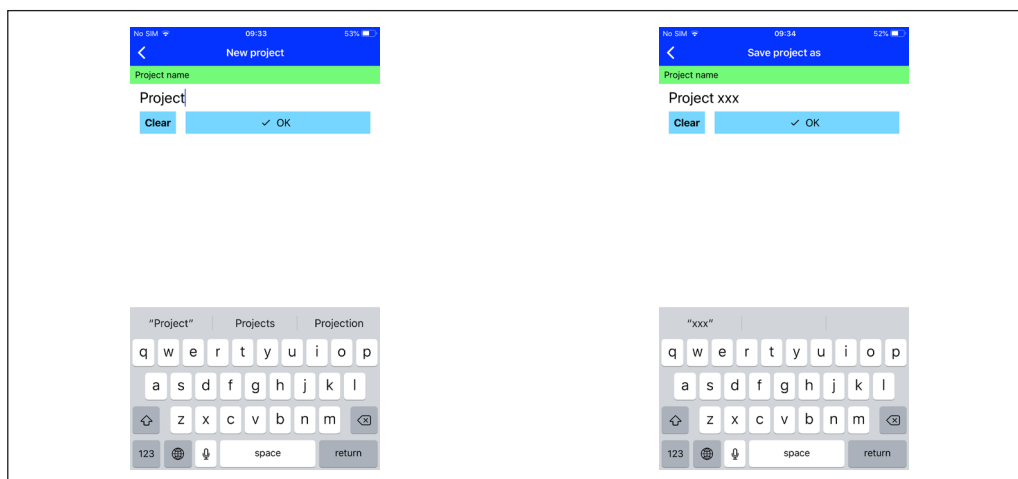 No SIM 09:33 53%
New project
Project name
Project
Clear ✓ OK
"Project" Projects Projection
q w e r t y u i o p
a s d f g h j k l
z x c v b n m
123 space return
No SIM 09:34 52%
Save project as
Project name
Project xxx
Clear ✓ OK
"xxx"
q w e r t y u i o p
a s d f g h j k l
z x c v b n m
123 space return